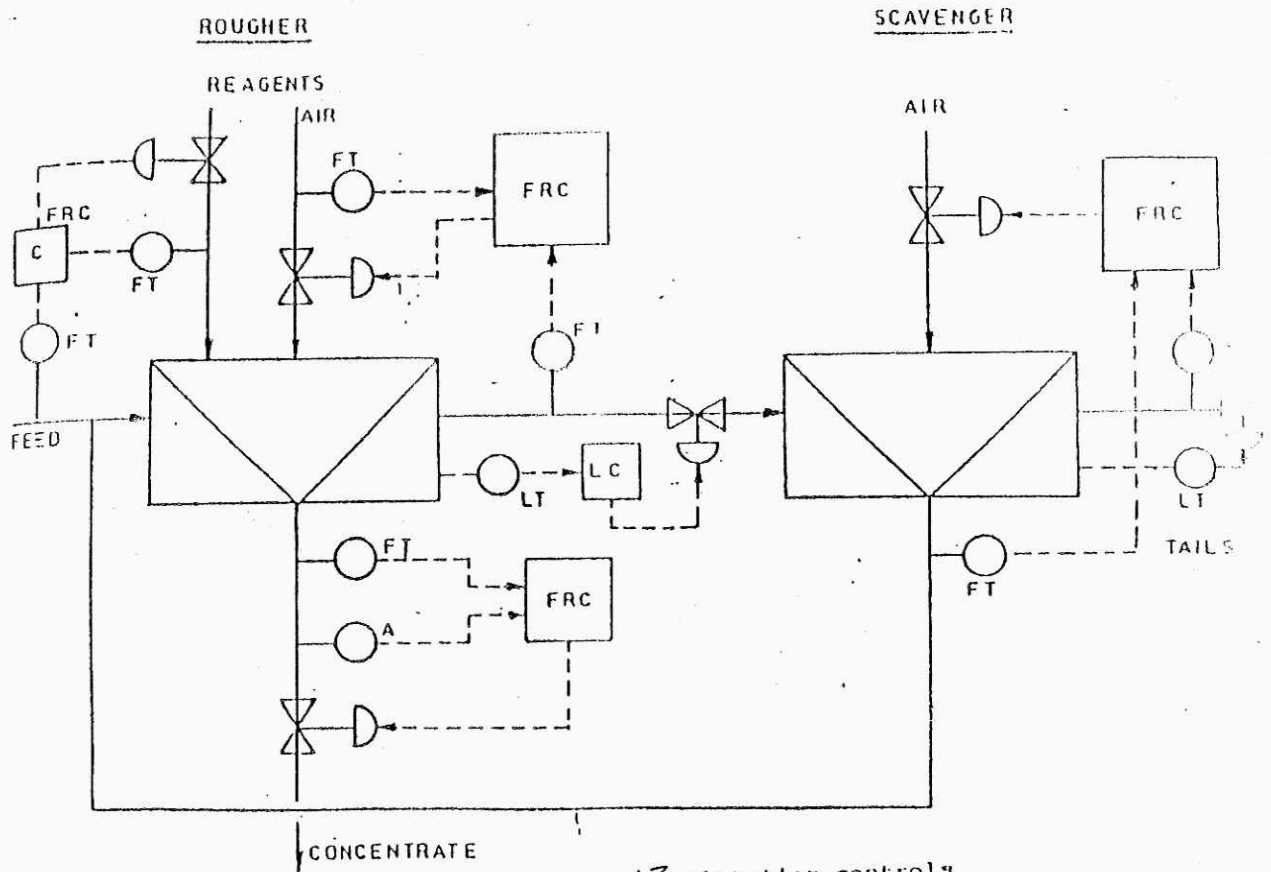 ROUGHER
SCAVENGER
REAGENTS
AIR
AIR
FT
FRC
FRC
FRC
C
FT
FT
FT
FEED
LC
LT
LT
TAILS
FT
FT
FRC
A
CONCENTRATE
controls